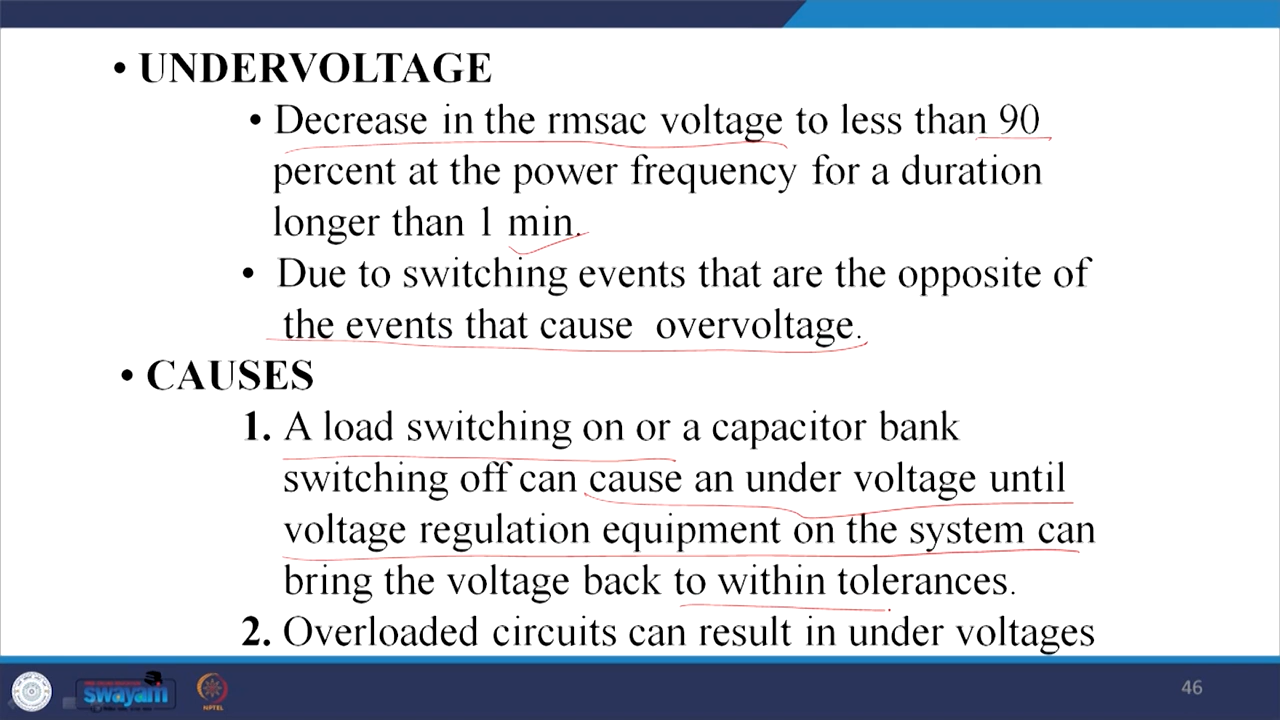 • UNDERVOLTAGE
• Decrease in the rmsac voltage to less than 90
percent at the power frequency for a duration
longer than 1 min.
• Due to switching events that are the opposite of
the events that cause overvoltage.
• CAUSES
1. A load switching on or a capacitor bank
switching off can cause an under voltage until
voltage regulation equipment on the system can
bring the voltage back to within tolerances.
2. Overloaded circuits can result in under voltages
swayam
NPTEL
46